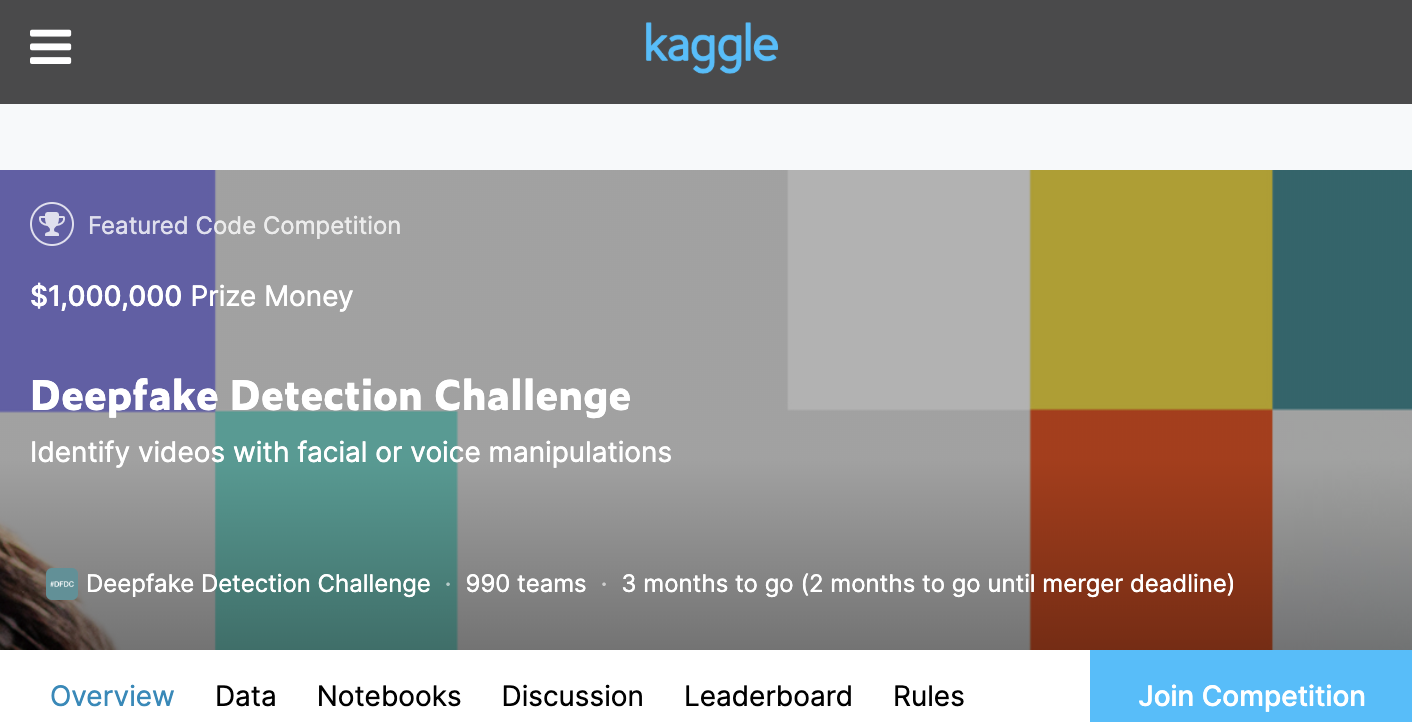 kaggle
Featured Code Competition
$1,000,000 Prize Money
Deepfake Detection Challenge
Identify videos with facial or voice manipulations
#DFDC Deepfake Detection Challenge · 990 teams · 3 months to go (2 months to go until merger deadline)
Overview Data Notebooks Discussion Leaderboard Rules Join Competition